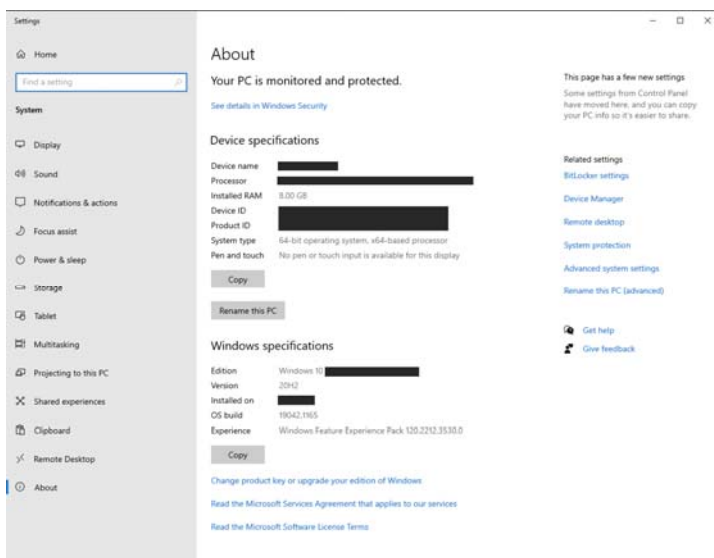 Settings
Home
Find a setting
System
Display
Sound
Notifications & actions
Focus assist
Power & sleep
Storage
Tablet
Multitasking
Projecting to this PC
Shared experiences
Clipboard
Remote Desktop
About
About
Your PC is monitored and protected.
See details in Windows Security
Device specifications
Device name
Processor
Installed RAM 8.00 GB
Device ID
Product ID
System type 64-bit operating system, x64-based processor
Pen and touch No pen or touch input is available for this display
Copy
Rename this PC
Windows specifications
Edition Windows 10
Version 20H2
Installed on
OS build 19042.1165
Experience Windows Feature Experience Pack 120.2212.3530.0
Copy
Change product key or upgrade your edition of Windows
Read the Microsoft Services Agreement that applies to our services
Read the Microsoft Software License Terms
This page has a few new settings
Some settings from Control Panel
have moved here, and you can copy
your PC info so it's easier to share.
Related settings
BitLocker settings
Device Manager
Remote desktop
System protection
Advanced system settings
Rename this PC (advanced)
Get help
Give feedback